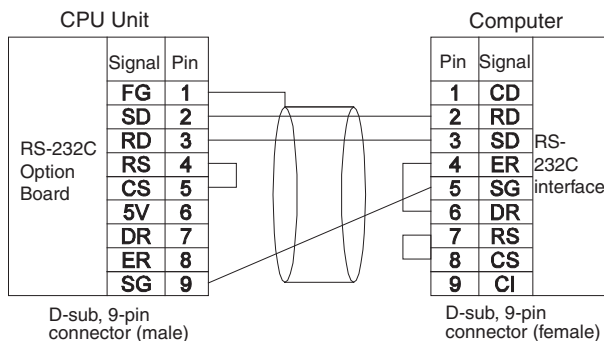 CPU Unit
Computer
Signal Pin
FG 1
SD 2
RD 3
RS 4
CS 5
5V 6
DR 7
ER 8
SG 9
RS-232C
Option
Board
D-sub, 9-pin
connector (male)
Pin Signal
1 CD
2 RD
3 SD
4 ER
5 SG
6 DR
7 RS
8 CS
9 CI
RS-
232C
interface
D-sub, 9-pin
connector (female)